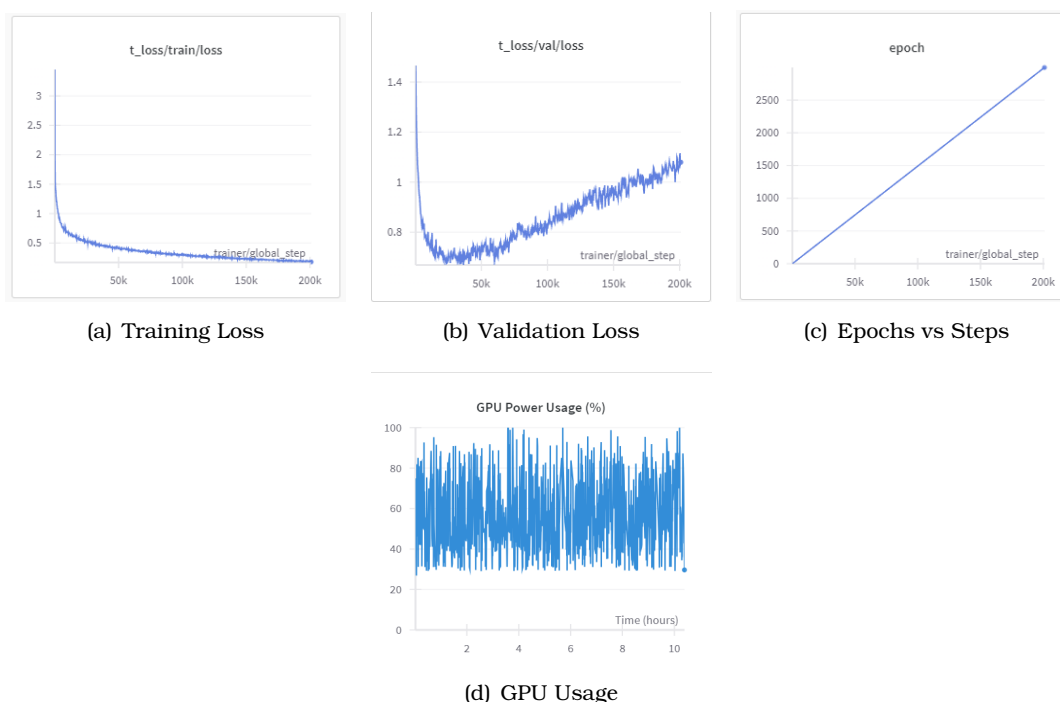 t_loss/train/loss
3
2.5
2
1.5
1
0.5
trainer/global_step
50k 100k 150k 200k
(a) Training Loss
t_loss/val/loss
1.4
1.2
1
0.8
trainer/global_step
50k 100k 150k 200k
(b) Validation Loss
epoch
2500
2000
1500
1000
500
0
trainer/global_step
50k 100k 150k 200k
(c) Epochs vs Steps
GPU Power Usage (%)
100
80
60
40
20
0
Time (hours)
2 4 6 8 10
(d) GPU Usage